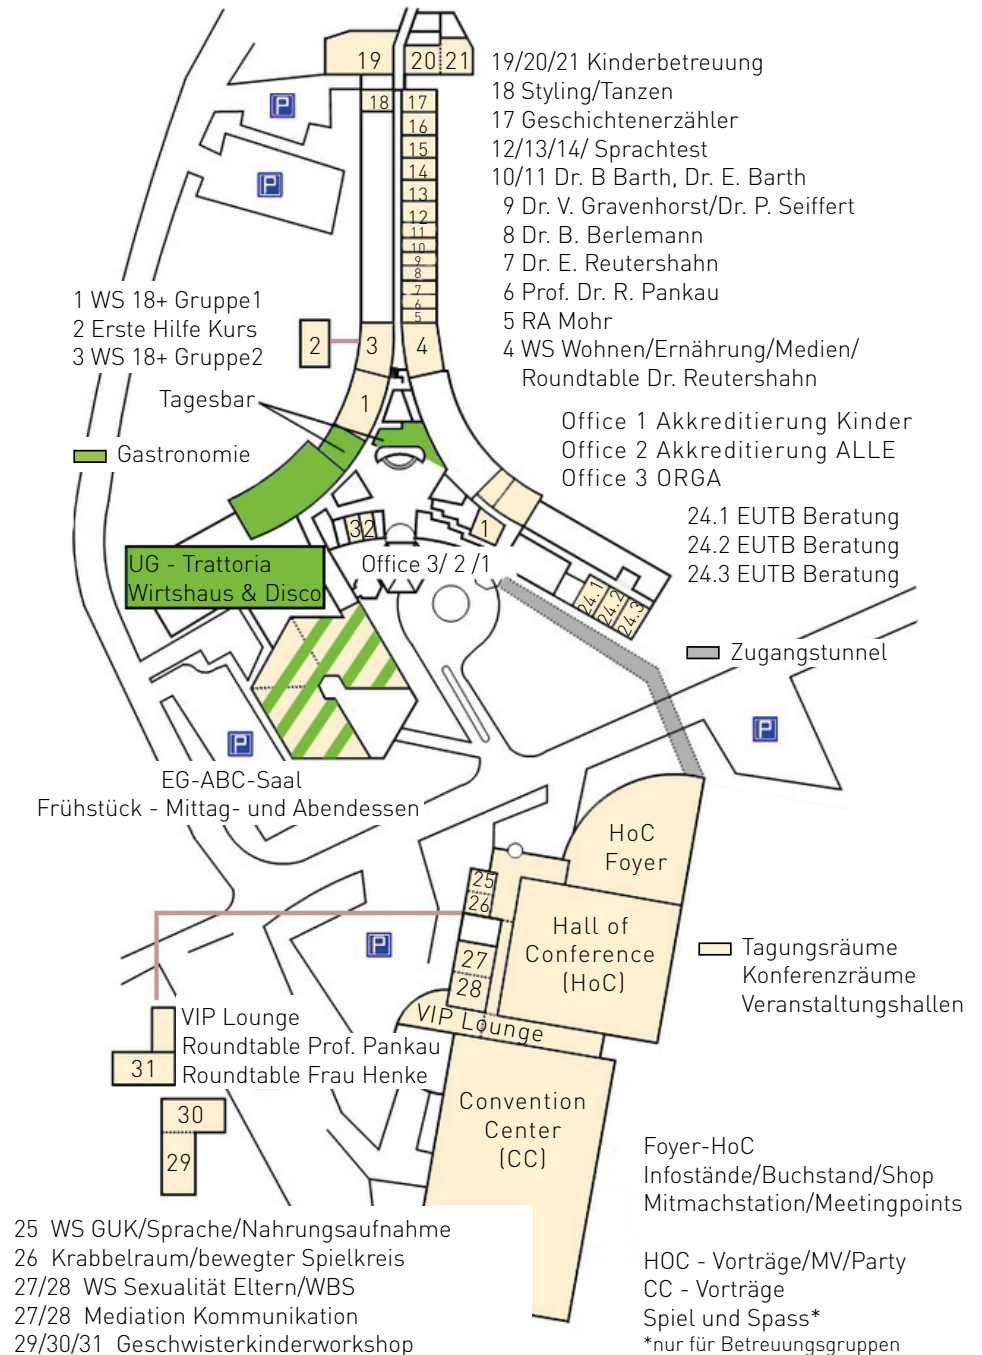 19
20
21
19/20/21 Kinderbetreuung
18 Styling/Tanzen
17 Geschichtenerzähler
12/13/14/ Sprachtest
10/11 Dr. B Barth, Dr. E. Barth
9 Dr. V. Gravenhorst/Dr. P. Seiffert
8 Dr. B. Berlemann
7 Dr. E. Reutershahn
6 Prof. Dr. R. Pankau
5 RA Mohr
4 WS Wohnen/Ernährung/Medien/
Roundtable Dr. Reutershahn
18
17
16
15
14
13
12
11
10
9
8
7
6
5
P
P
1 WS 18+ Gruppe1
2 Erste Hilfe Kurs
3 WS 18+ Gruppe2
2
3
4
1
Tagesbar
Gastronomie
Office 1 Akkreditierung Kinder
Office 2 Akkreditierung ALLE
Office 3 ORGA
24.1 EUTB Beratung
24.2 EUTB Beratung
24.3 EUTB Beratung
3 2
1
Office 3/ 2 /1
UG - Trattoria
Wirtshaus & Disco
24.1
24.2
24.3
Zugangstunnel
P
P
EG-ABC-Saal
Frühstück - Mittag- und Abendessen
HoC
Foyer
25
26
27
28
Hall of
Conference
(HoC)
P
Tagungsräume
Konferenzräume
Veranstaltungshallen
VIP Lounge
VIP Lounge
Roundtable Prof. Pankau
Roundtable Frau Henke
31
30
29
Convention
Center
(CC)
Foyer-HoC
Infostände/Buchstand/Shop
Mitmachstation/Meetingpoints
HOC - Vorträge/MV/Party
CC - Vorträge
Spiel und Spass*
*nur für Betreuungsgruppen
25 WS GUK/Sprache/Nahrungsaufnahme
26 Krabbelraum/bewegter Spielkreis
27/28 WS Sexualität Eltern/WBS
27/28 Mediation Kommunikation
29/30/31 Geschwisterkinderworkshop